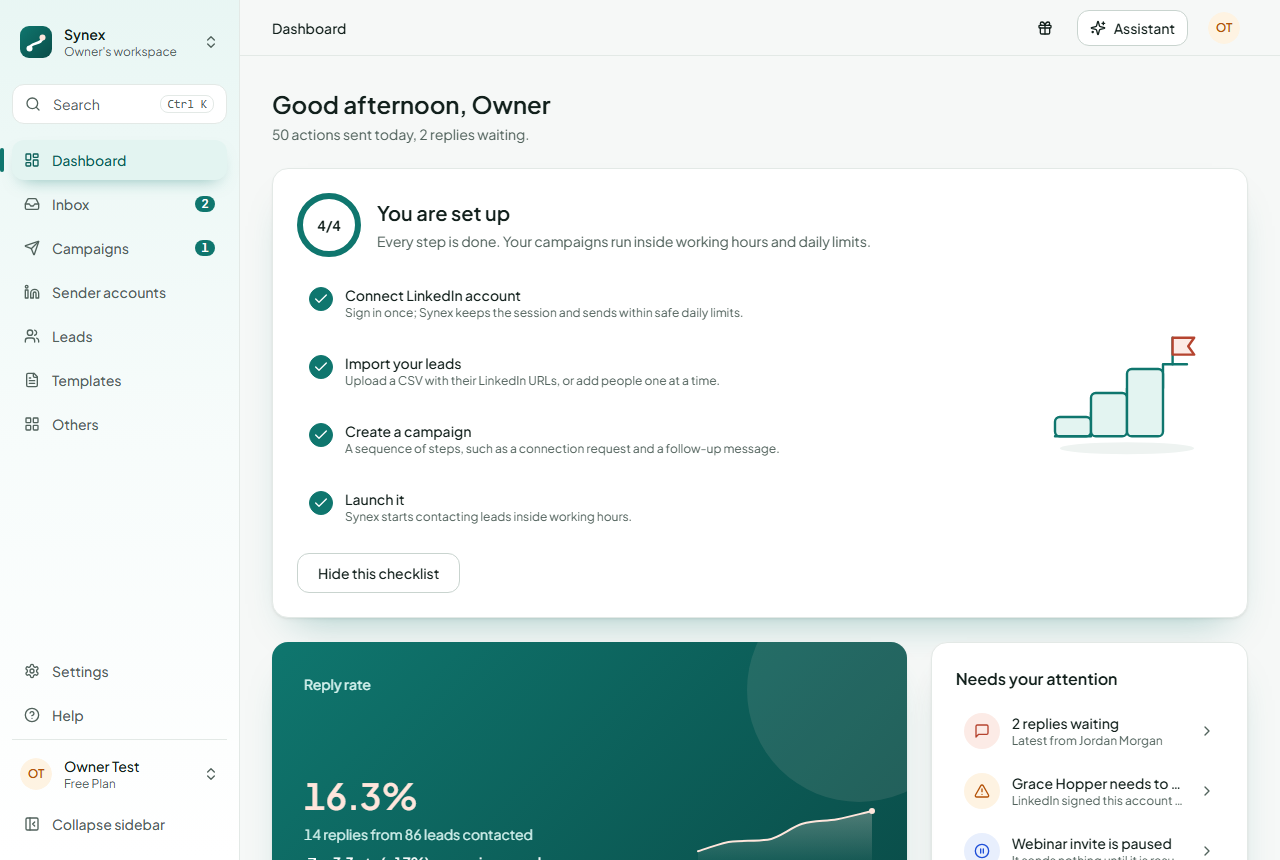 Synex
Owner's workspace
Search
Ctrl K
Dashboard
Inbox
2
Campaigns
1
Sender accounts
Leads
Templates
Others
Settings
Help
OT
Owner Test
Free Plan
Collapse sidebar
Dashboard
Assistant
OT
Good afternoon, Owner
50 actions sent today, 2 replies waiting.
4/4
You are set up
Every step is done. Your campaigns run inside working hours and daily limits.
Connect LinkedIn account
Sign in once; Synex keeps the session and sends within safe daily limits.
Import your leads
Upload a CSV with their LinkedIn URLs, or add people one at a time.
Create a campaign
A sequence of steps, such as a connection request and a follow-up message.
Launch it
Synex starts contacting leads inside working hours.
Hide this checklist
Reply rate
16.3%
14 replies from 86 leads contacted
Needs your attention
2 replies waiting
Latest from Jordan Morgan
Grace Hopper needs to …
LinkedIn signed this account …
Webinar invite is paused